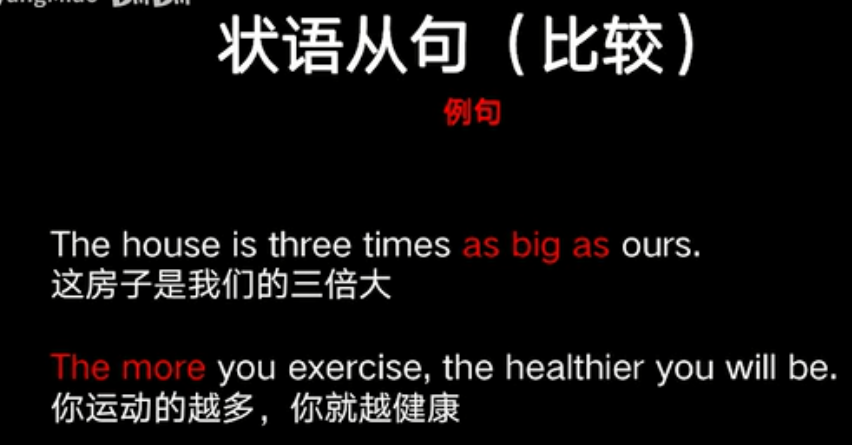 状语从句（比较）
例句
The house is three times as big as ours.
这房子是我们的三倍大
The more you exercise, the healthier you will be.
你运动的越多，你就越健康